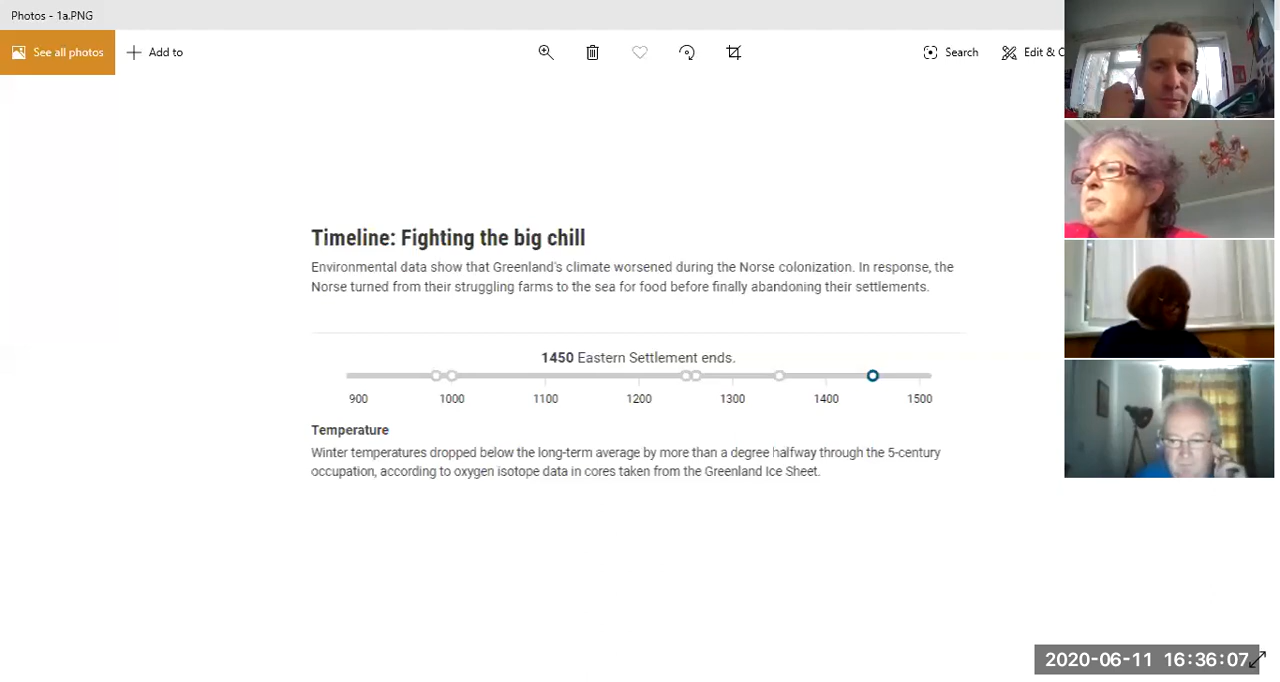 Photos - 1a.PNG
See all photos
Add to
Search
Edit & C
Timeline: Fighting the big chill
Environmental data show that Greenland's climate worsened during the Norse colonization. In response, the
Norse turned from their struggling farms to the sea for food before finally abandoning their settlements.
1450 Eastern Settlement ends.
900 1000 1100 1200 1300 1400 1500
Temperature
Winter temperatures dropped below the long-term average by more than a degree halfway through the 5-century
occupation, according to oxygen isotope data in cores taken from the Greenland Ice Sheet.
2020-06-11 16:36:07